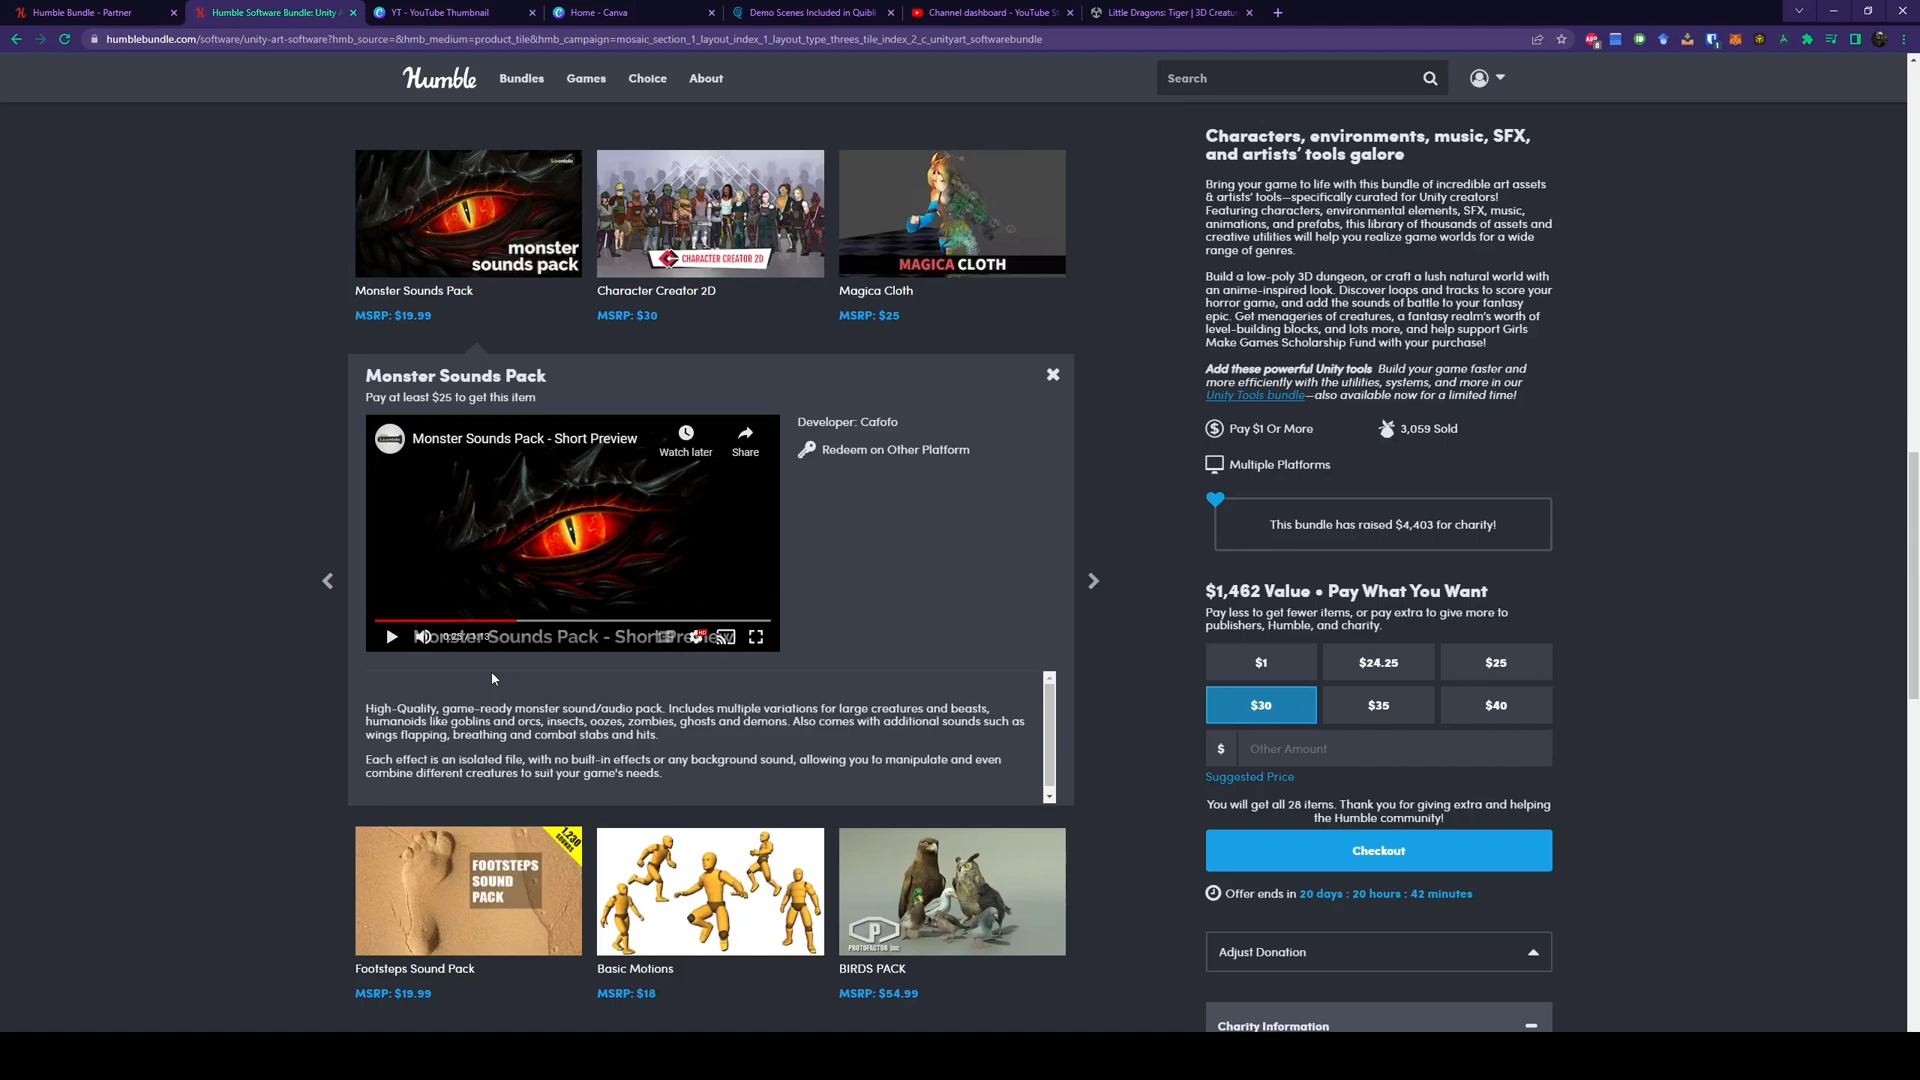 Humble Bundle - Partner
Humble Software Bundle: Unity A
YT - YouTube Thumbnail
Home - Canva
Demo Scenes Included in Quibli
Channel dashboard - YouTube St
Little Dragons: Tiger | 3D Creatur
humblebundle.com/software/unity-art-software?hmb_source=&hmb_medium=product_tile&hmb_campaign=mosaic_section_1_layout_index_1_layout_type_threes_tile_index_2_c_unityart_softwarebundle
Humble
Bundles
Games
Choice
About
Search
monster
sounds pack
CHARACTER CREATOR 2D
MAGICA CLOTH
Monster Sounds Pack
Character Creator 2D
Magica Cloth
MSRP: $19.99
MSRP: $30
MSRP: $25
Monster Sounds Pack
Pay at least $25 to get this item
Monster Sounds Pack - Short Preview
Watch later
Share
0:25 / 1:13
Monster Sounds Pack - Short Preview
Developer: Cafofo
Redeem on Other Platform
High-Quality, game-ready monster sound/audio pack. Includes multiple variations for large creatures and beasts,
humanoids like goblins and orcs, insects, oozes, zombies, ghosts and demons. Also comes with additional sounds such as
wings flapping, breathing and combat stabs and hits.
Each effect is an isolated file, with no built-in effects or any background sound, allowing you to manipulate and even
combine different creatures to suit your game's needs.
1.230
SOUNDS
FOOTSTEPS
SOUND
PACK
PROTOFACTOR Inc
Footsteps Sound Pack
Basic Motions
BIRDS PACK
MSRP: $19.99
MSRP: $18
MSRP: $54.99
Characters, environments, music, SFX,
and artists' tools galore
Bring your game to life with this bundle of incredible art assets
& artists' tools—specifically curated for Unity creators!
Featuring characters, environmental elements, SFX, music,
animations, and prefabs, this library of thousands of assets and
creative utilities will help you realize game worlds for a wide
range of genres.
Build a low-poly 3D dungeon, or craft a lush natural world with
an anime-inspired look. Discover loops and tracks to score your
horror game, and add the sounds of battle to your fantasy
epic. Get menageries of creatures, a fantasy realm's worth of
level-building blocks, and lots more, and help support Girls
Make Games Scholarship Fund with your purchase!
Add these powerful Unity tools Build your game faster and
more efficiently with the utilities, systems, and more in our
Unity Tools bundle—also available now for a limited time!
Pay $1 Or More
3,059 Sold
Multiple Platforms
This bundle has raised $4,403 for charity!
$1,462 Value • Pay What You Want
Pay less to get fewer items, or pay extra to give more to
publishers, Humble, and charity.
$1
$24.25
$25
$30
$35
$40
$
Other Amount
Suggested Price
You will get all 28 items. Thank you for giving extra and helping
the Humble community!
Checkout
Offer ends in 20 days : 20 hours : 42 minutes
Adjust Donation
Charity Information